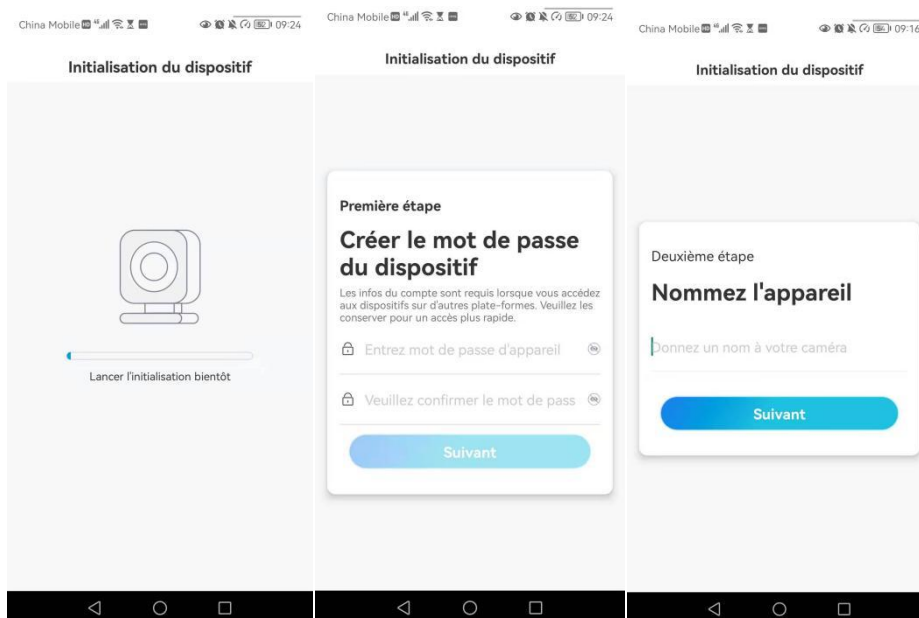 China Mobile 09:24
Initialisation du dispositif
Lancer l'initialisation bientôt
China Mobile 09:24
Initialisation du dispositif
Première étape
Créer le mot de passe
du dispositif
Les infos du compte sont requis lorsque vous accédez
aux dispositifs sur d'autres plate-formes. Veuillez les
conserver pour un accès plus rapide.
Entrez mot de passe d'appareil
Veuillez confirmer le mot de pass
Suivant
China Mobile 09:16
Initialisation du dispositif
Deuxième étape
Nommez l'appareil
Donnez un nom à votre caméra
Suivant